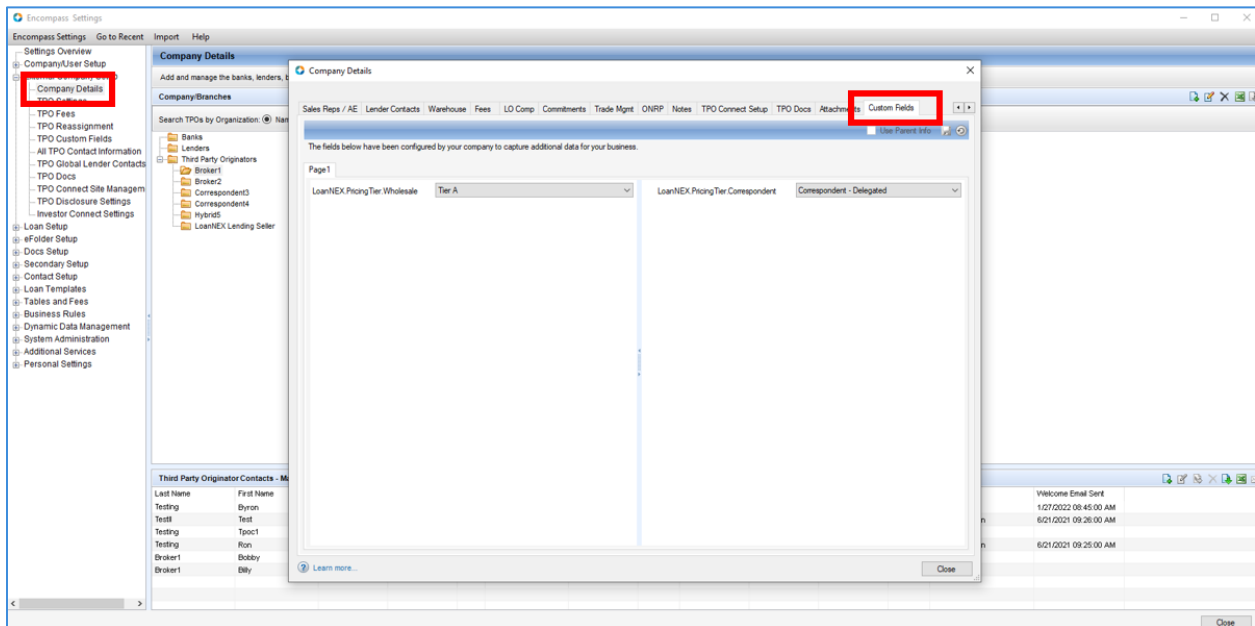 Encompass Settings
Encompass Settings Go to Recent Import Help
Settings Overview
Company/User Setup
Company Details
TPO Fees
TPO Reassignment
TPO Custom Fields
All TPO Contact Information
TPO Global Lender Contacts
TPO Docs
TPO Connect Site Managem
TPO Disclosure Settings
Investor Connect Settings
Loan Setup
eFolder Setup
Docs Setup
Secondary Setup
Contact Setup
Loan Templates
Tables and Fees
Business Rules
Dynamic Data Management
System Administration
Additional Services
Personal Settings
Company Details
Add and manage the banks, lenders, b
Company/Branches
Search TPOs by Organization: Nam
Banks
Lenders
Third Party Originators
Broker1
Broker2
Correspondent3
Correspondent4
Hybrid5
LoanNEX Lending Seller
Company Details
Sales Reps / AE Lender Contacts Warehouse Fees LO Comp Commitments Trade Mgmt ONRP Notes TPO Connect Setup TPO Docs Attachments Custom Fields
Use Parent Info
The fields below have been configured by your company to capture additional data for your business.
Page1
LoanNEX.PricingTier.Wholesale Tier A LoanNEX.PricingTier.Correspondent Correspondent - Delegated
Learn more...
Close
Third Party Originator Contacts - Ma
Last Name First Name Welcome Email Sent
Testing Byron 1/27/2022 08:45:00 AM
Testll Test n 6/21/2021 09:26:00 AM
Testing Tpoc1
Testing Ron n 6/21/2021 09:25:00 AM
Broker1 Bobby
Broker1 Billy
Close